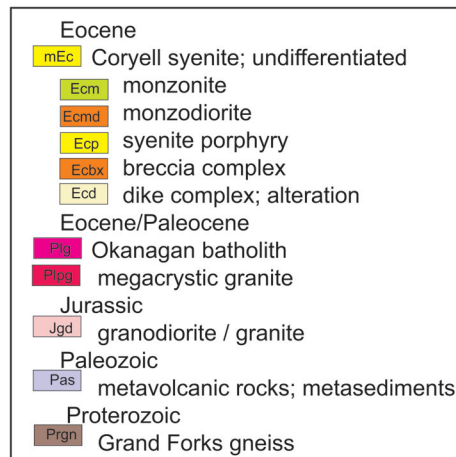 Eocene
mEc Coryell syenite; undifferentiated
Ecm monzonite
Ecmd monzodiorite
Ecp syenite porphyry
Ecbx breccia complex
Ecd dike complex; alteration
Eocene/Paleocene
Plg Okanagan batholith
Plpg megacrystic granite
Jurassic
Jgd granodiorite / granite
Paleozoic
Pas metavolcanic rocks; metasediments
Proterozoic
Prgn Grand Forks gneiss